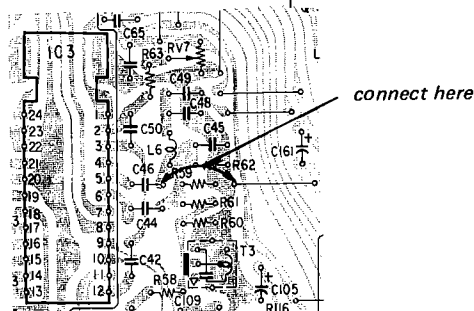 IC3
C65
R63
RV7
L
C49
C48
connect here
24
1
23
2
C50
C45
22
3
L6
C161
+
21
4
C46
R59
R62
20
5
19
6
R61
18
7
C44
3
17
8
R60
16
9
T3
15
10
C42
14
11
R58
+
C105
3
13
12
C109
R116